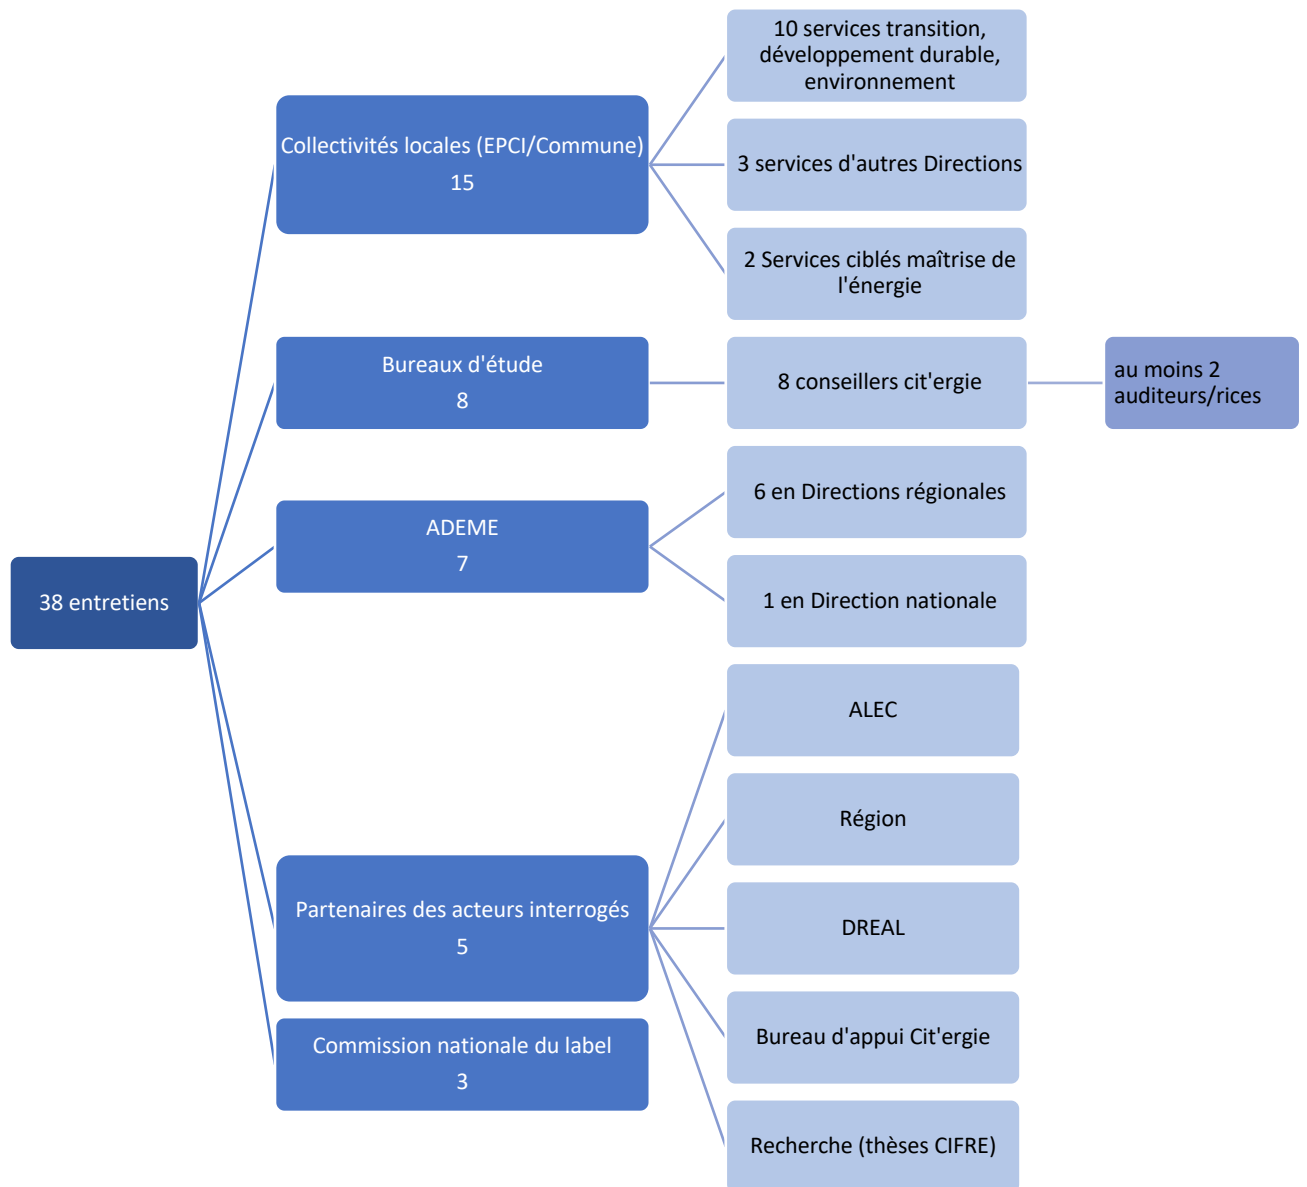 38 entretiens
Collectivités locales (EPCI/Commune)
15
10 services transition,
développement durable,
environnement
3 services d'autres Directions
2 Services ciblés maîtrise de
l'énergie
Bureaux d'étude
8
8 conseillers cit'ergie
au moins 2
auditeurs/rices
ADEME
7
6 en Directions régionales
1 en Direction nationale
Partenaires des acteurs interrogés
5
ALEC
Région
DREAL
Bureau d'appui Cit'ergie
Recherche (thèses CIFRE)
Commission nationale du label
3